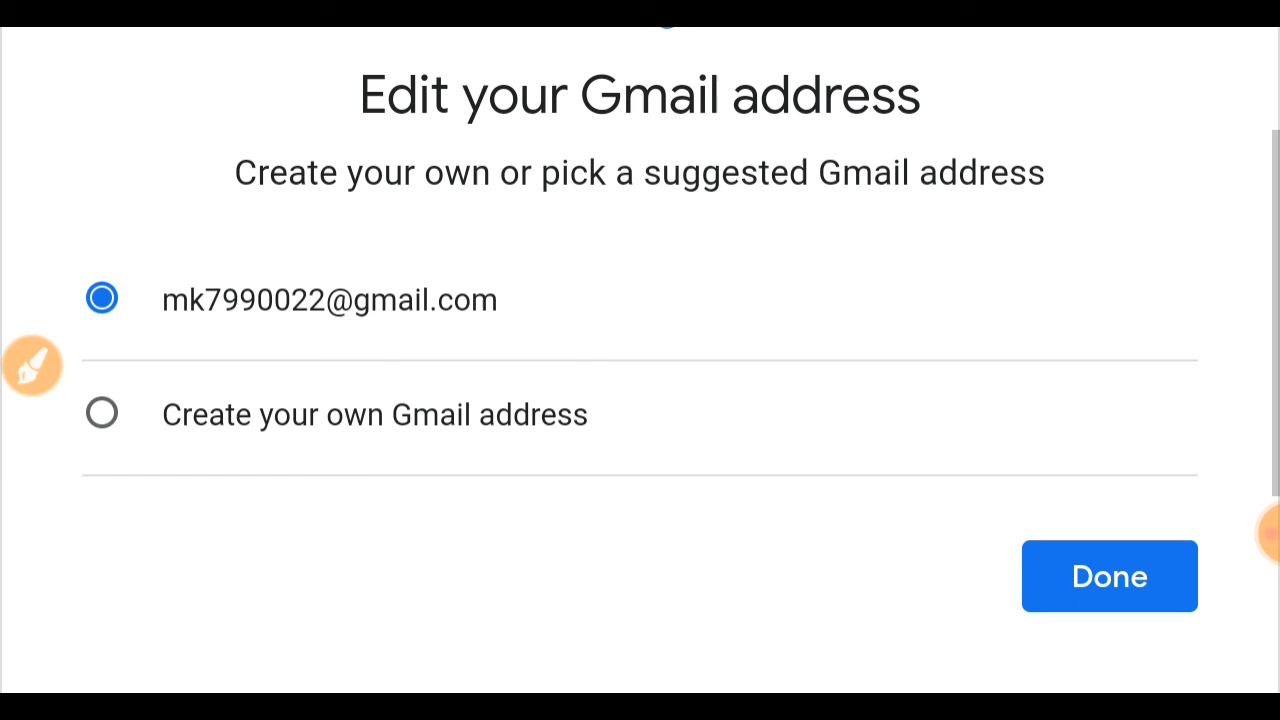 Edit your Gmail address
Create your own or pick a suggested Gmail address
mk7990022@gmail.com
Create your own Gmail address
Done